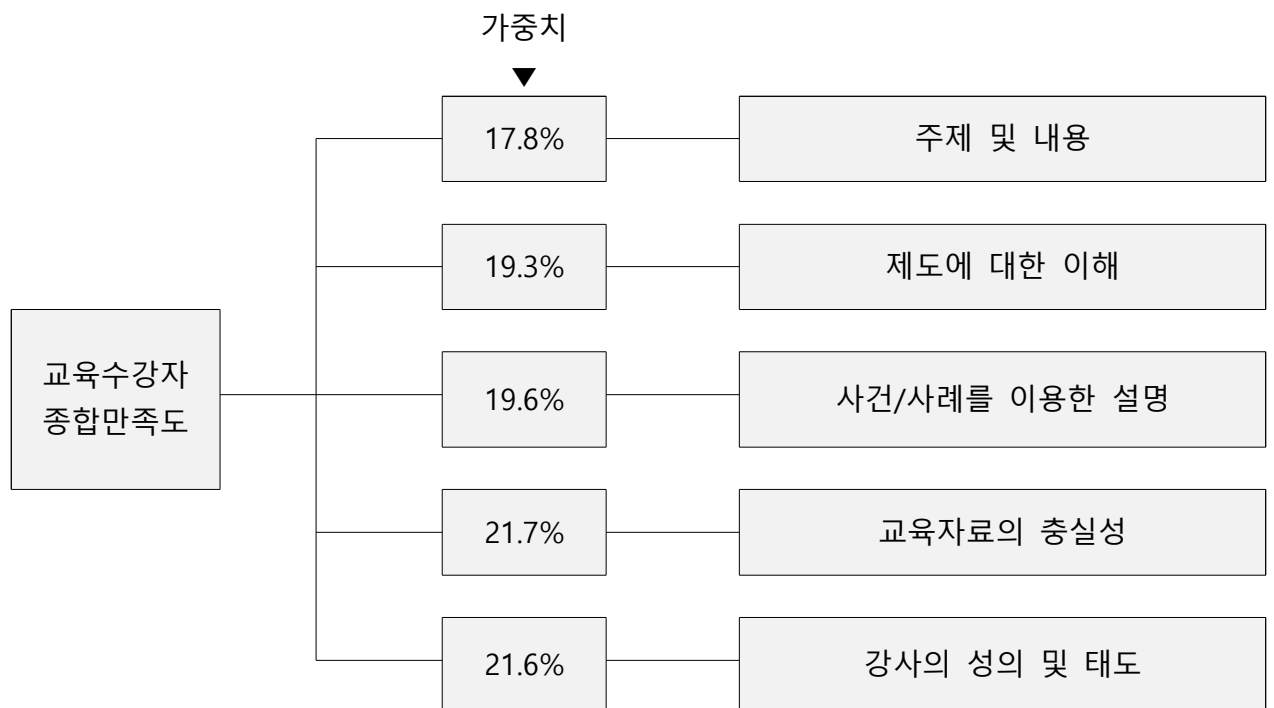 가중치
▼
17.8%
주제 및 내용
19.3%
제도에 대한 이해
교육수강자
종합만족도
19.6%
사건/사례를 이용한 설명
21.7%
교육자료의 충실성
21.6%
강사의 성의 및 태도